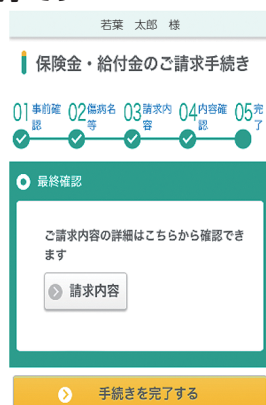 若葉 太郎 様
保険金・給付金のご請求手続き
01 事前確認 02 傷病名等 03 請求内容 04 内容確認 05 完了
最終確認
ご請求内容の詳細はこちらから確認でき
ます
請求内容
手続きを完了する